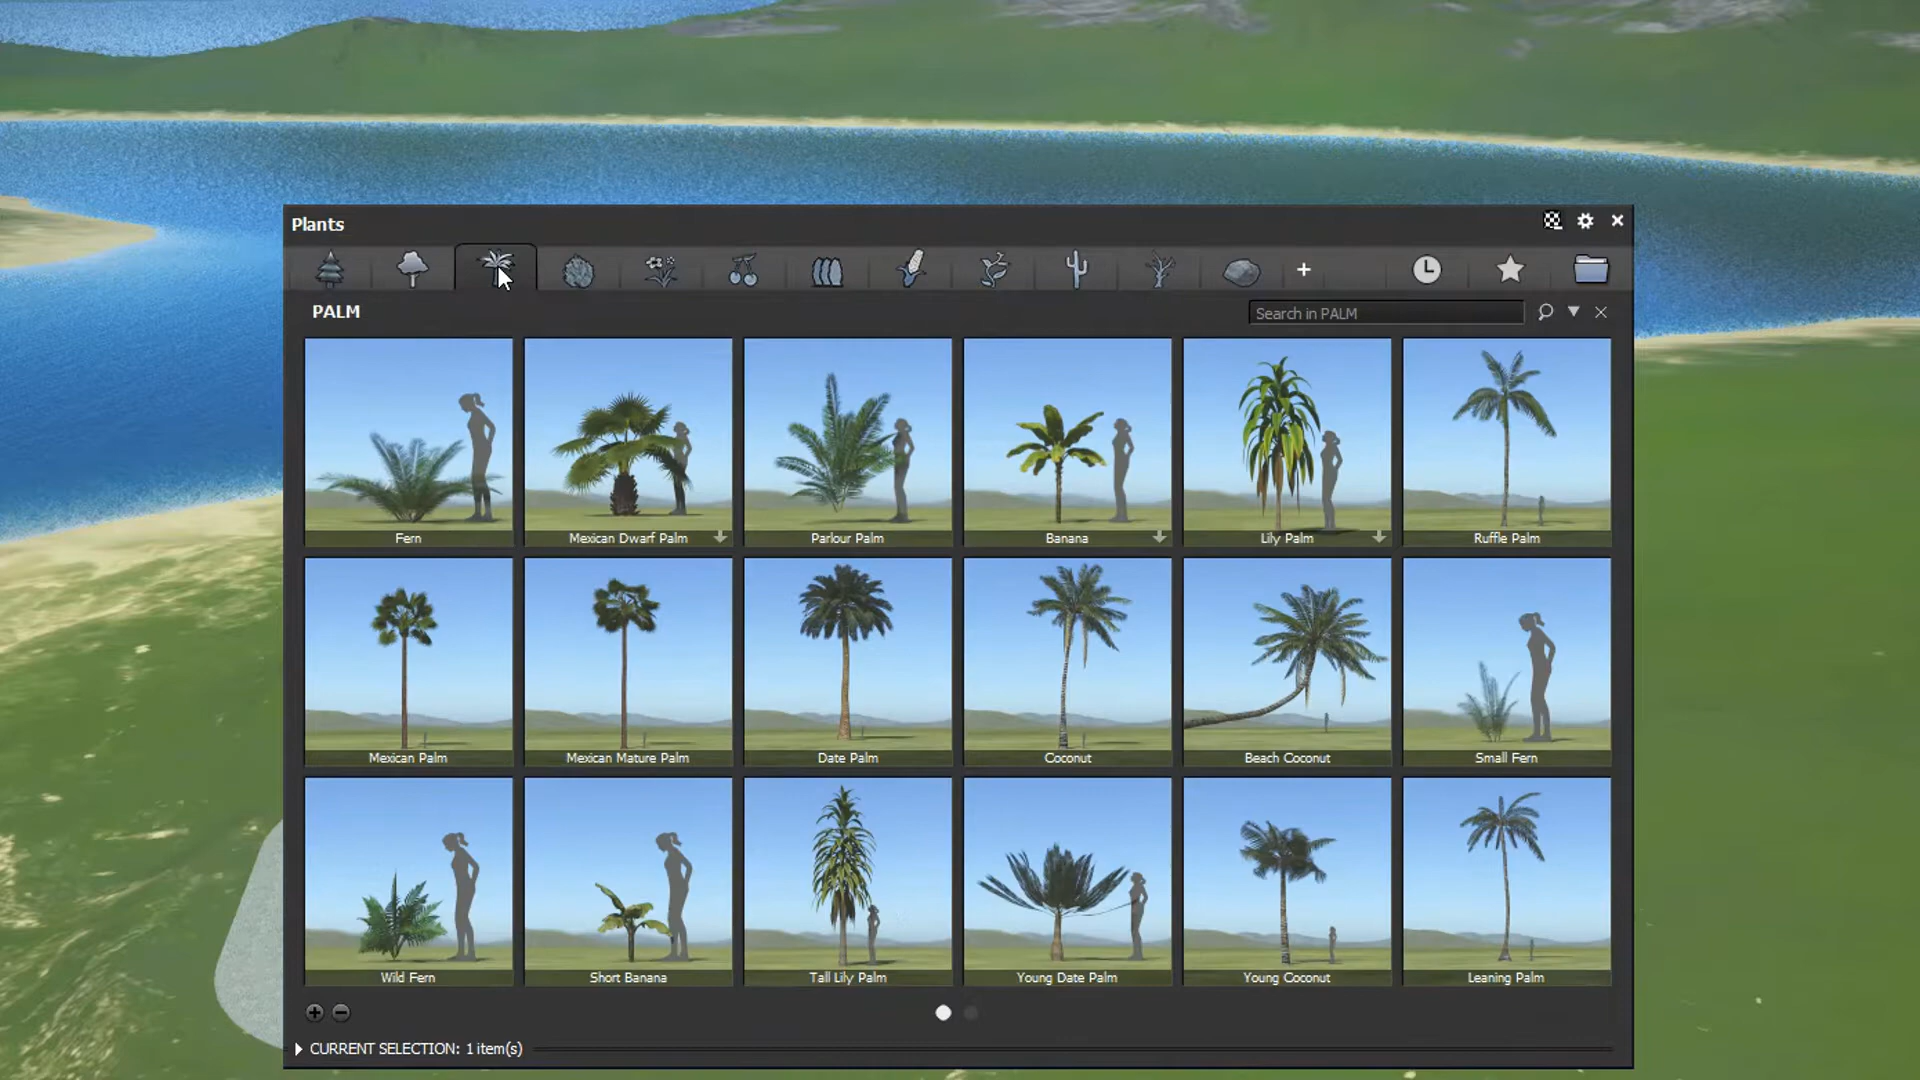 Plants
PALM
Search in PALM
Fern
Mexican Dwarf Palm
Parlour Palm
Banana
Lily Palm
Ruffle Palm
Mexican Palm
Mexican Mature Palm
Date Palm
Coconut
Beach Coconut
Small Fern
Wild Fern
Short Banana
Tall Lily Palm
Young Date Palm
Young Coconut
Leaning Palm
CURRENT SELECTION: 1 item(s)